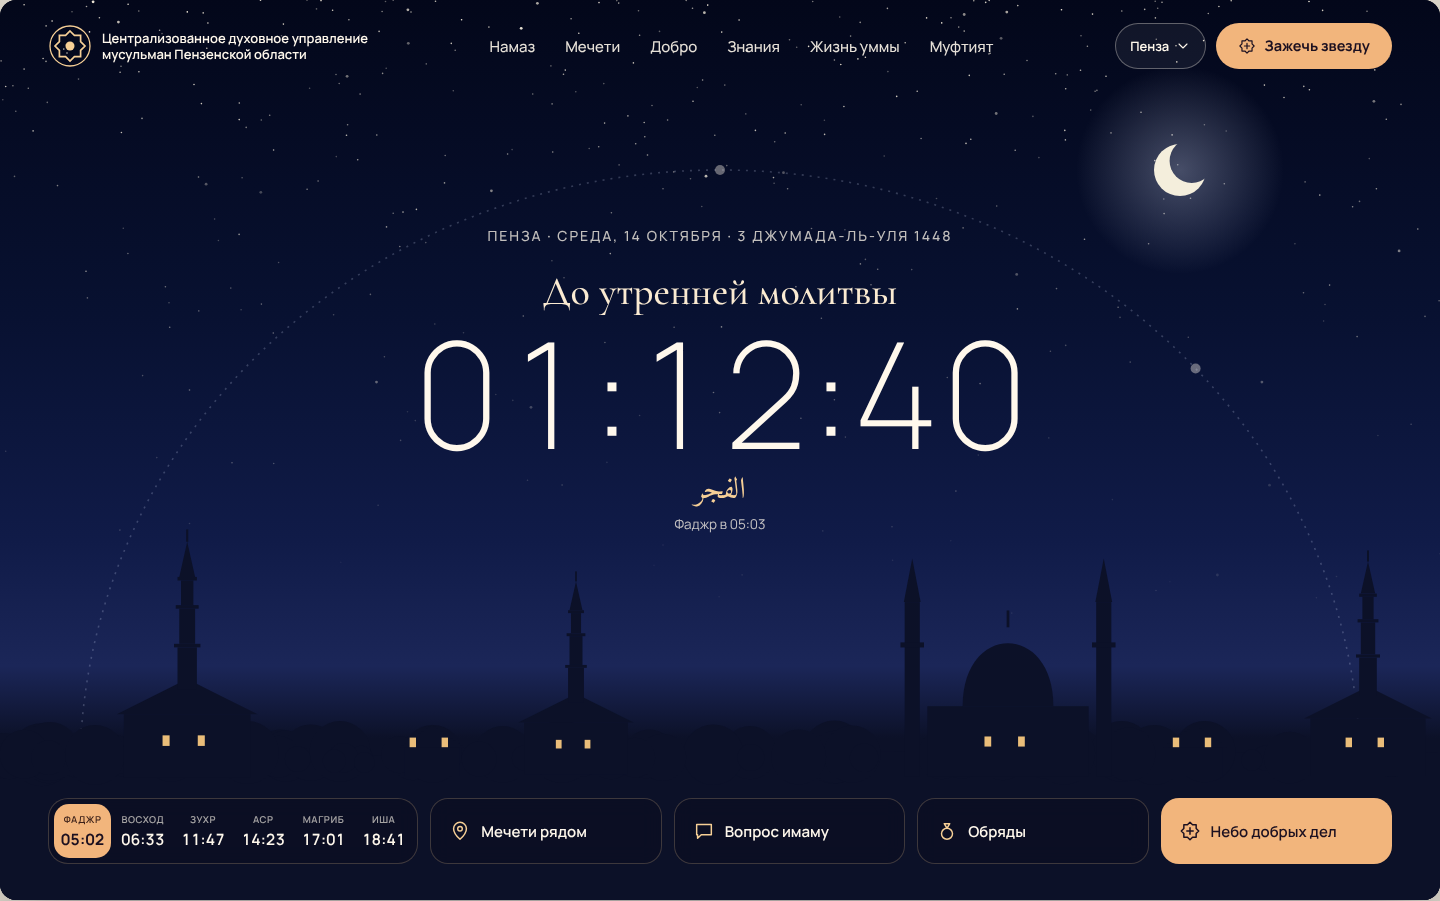 Централизованное духовное управление
мусульман Пензенской области
Намаз
Мечети
Добро
Знания
Жизнь уммы
Муфтият
Пенза
Зажечь звезду
ПЕНЗА · СРЕДА, 14 ОКТЯБРЯ · 3 ДЖУМАДА-ЛЬ-УЛЯ 1448
До утренней молитвы
01:12:40
الفجر
Фаджр в 05:03
ФАДЖР
05:02
ВОСХОД
06:33
ЗУХР
11:47
АСР
14:23
МАГРИБ
17:01
ИША
18:41
Мечети рядом
Вопрос имаму
Обряды
Небо добрых дел